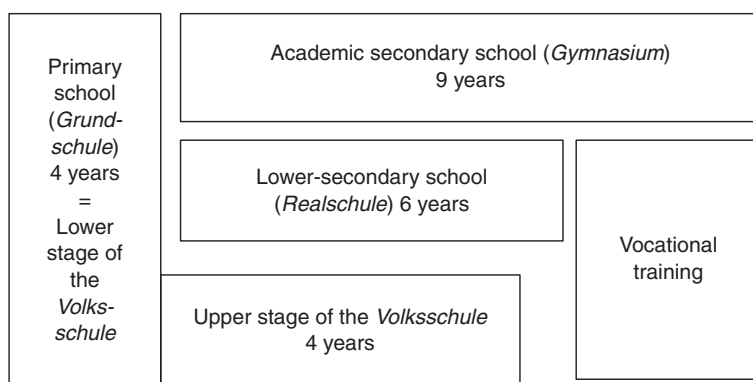 Primary
school
(Grund-
schule)
4 years
=
Lower
stage of
the
Volks-
schule
Academic secondary school (Gymnasium)
9 years
Lower-secondary school
(Realschule) 6 years
Vocational
training
Upper stage of the Volksschule
4 years